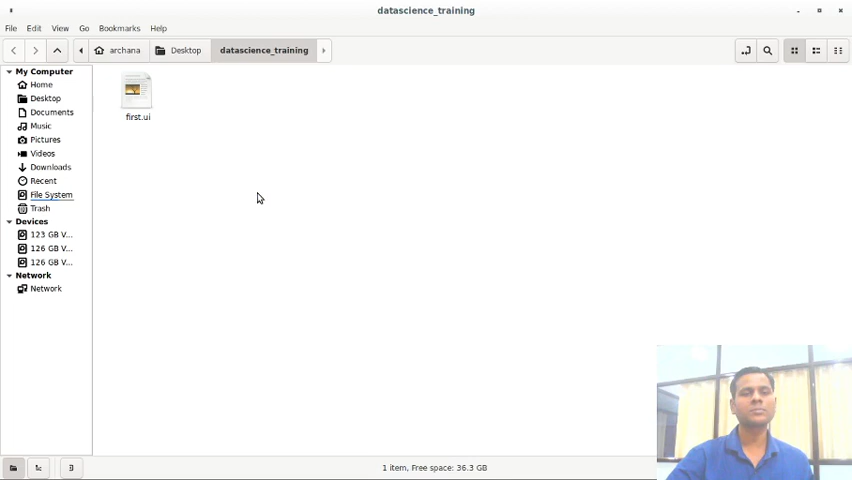 datascience_training
File Edit View Go Bookmarks Help
archana Desktop datascience_training
My Computer
Home
Desktop
Documents
Music
Pictures
Videos
Downloads
Recent
File System
Trash
Devices
123 GB V...
126 GB V...
126 GB V...
Network
Network
first.ui
1 item, Free space: 36.3 GB